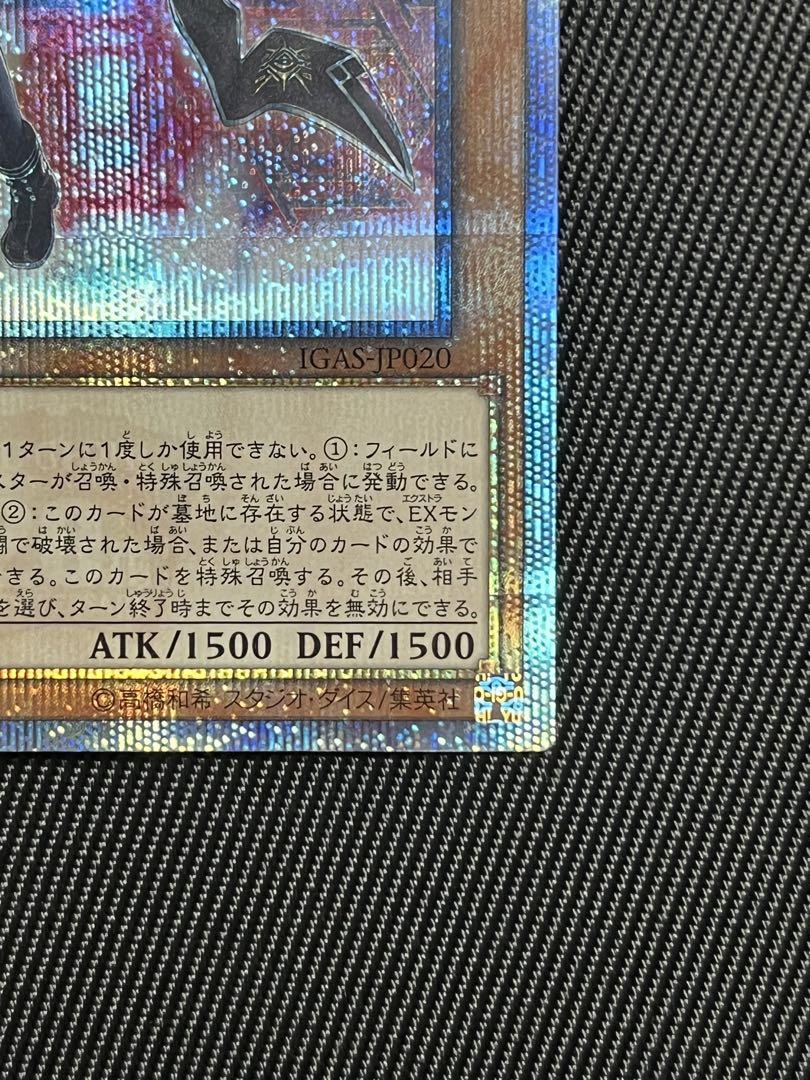 IGAS-JP020
1ターンに1度しか使用できない。①:フィールドに
スターが召喚・特殊召喚された場合に発動できる。
②:このカードが墓地に存在する状態で、EXモン
闘で破壊された場合、または自分のカードの効果で
できる。このカードを特殊召喚する。その後、相手
を選び、ターン終了時までその効果を無効にできる。
ATK/1500 DEF/1500
©高橋和希 スタジオ・ダイス/集英社